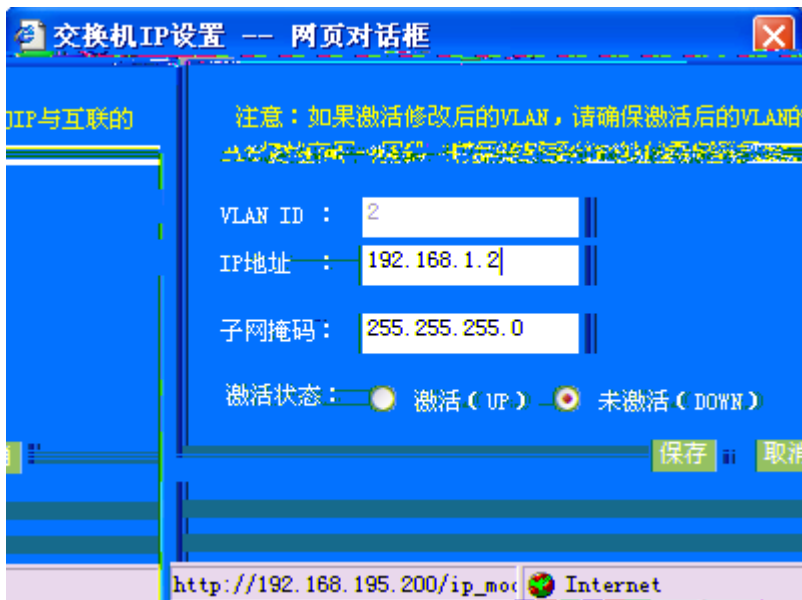 交换机IP设置 -- 网页对话框
IP与互联的
注意：如果激活修改后的VLAN，请确保激活后的VLAN的
VLAN ID ： 2
IP地址 ： 192.168.1.2
子网掩码： 255.255.255.0
激活状态： 激活(UP) 未激活(DOWN)
保存 取消
http://192.168.195.200/ip_mo Internet